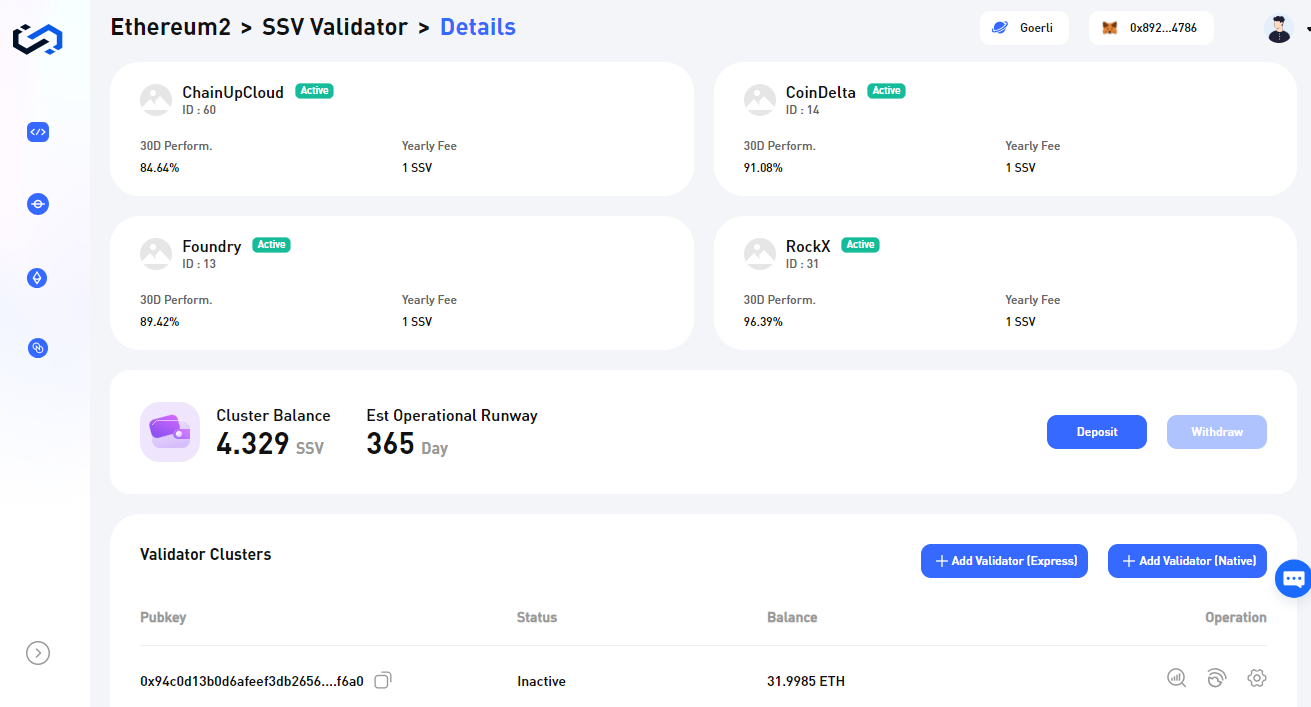 Ethereum2 > SSV Validator > Details
Goerli
0x892...4786
ChainUpCloud Active
ID : 60
30D Perform. Yearly Fee
84.64% 1 SSV
CoinDelta Active
ID : 14
30D Perform. Yearly Fee
91.08% 1 SSV
Foundry Active
ID : 13
30D Perform. Yearly Fee
89.42% 1 SSV
RockX Active
ID : 31
30D Perform. Yearly Fee
96.39% 1 SSV
Cluster Balance Est Operational Runway
4.329 SSV 365 Day
Deposit Withdraw
Validator Clusters
+ Add Validator (Express) + Add Validator (Native)
Pubkey Status Balance Operation
0x94c0d13b0d6afeef3db2656....f6a0 Inactive 31.9985 ETH